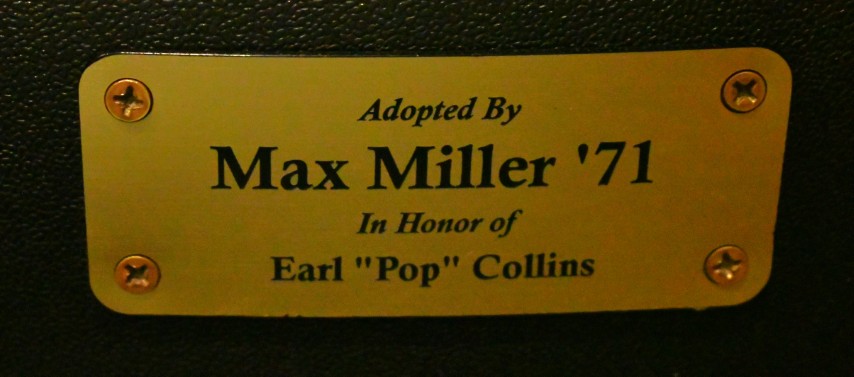 Adopted By
Max Miller '71
In Honor of
Earl "Pop" Collins